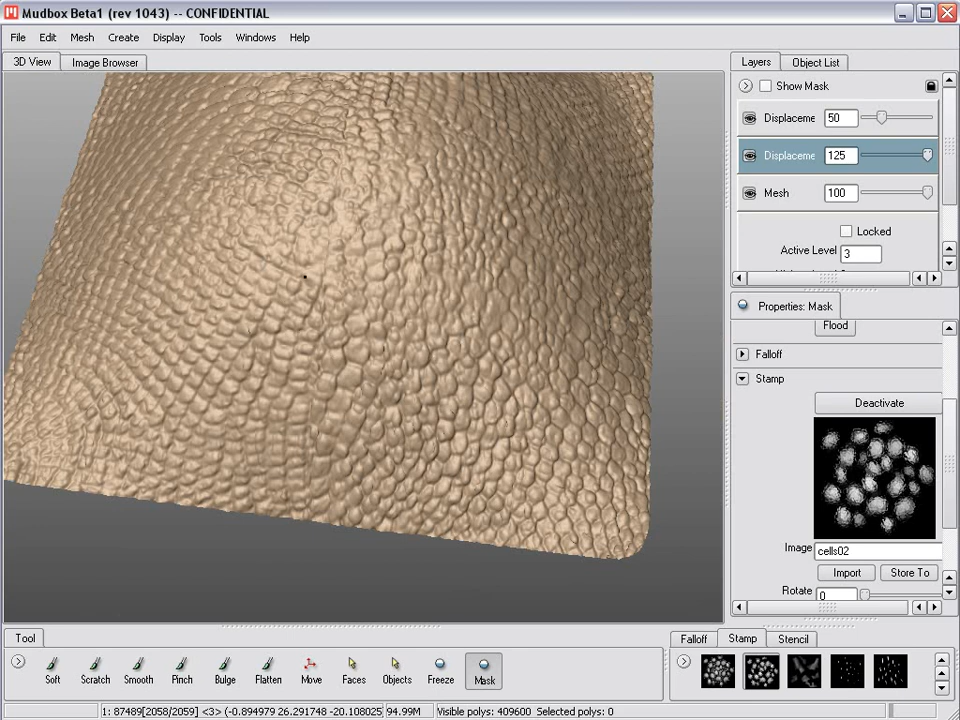 Mudbox Beta1 (rev 1043) -- CONFIDENTIAL
File Edit Mesh Create Display Tools Windows Help
3D View Image Browser
Layers Object List
Show Mask
Displaceme 50
Displaceme 125
Mesh 100
Locked
Active Level 3
Properties: Mask
Flood
Falloff
Stamp
Deactivate
Image cells02
Import Store To
Rotate 0
Tool
Falloff Stamp Stencil
Soft Scratch Smooth Pinch Bulge Flatten Move Faces Objects Freeze Mask
1: 87489[2058/2059] <3> (-0.894979 26.291748 -20.108025 94.99M Visible polys: 409600 Selected polys: 0